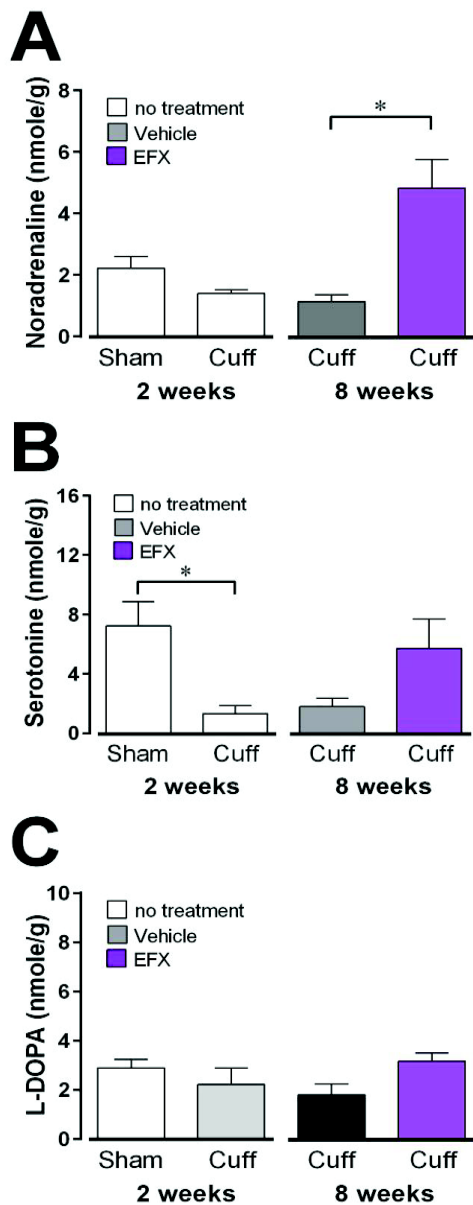 A
Noradrenaline (nmole/g)
8
6
4
2
0
no treatment
Vehicle
EFX
*
Sham
Cuff
Cuff
Cuff
2 weeks
8 weeks
B
Serotonine (nmole/g)
16
12
8
4
0
no treatment
Vehicle
EFX
*
Sham
Cuff
Cuff
Cuff
2 weeks
8 weeks
C
L-DOPA (nmole/g)
10
8
6
4
2
0
no treatment
Vehicle
EFX
Sham
Cuff
Cuff
Cuff
2 weeks
8 weeks